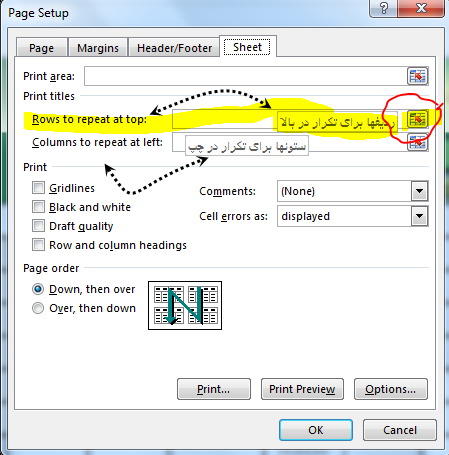 Page Setup
Page Margins Header/Footer Sheet
Print area:
Print titles
Rows to repeat at top: ردیفها برای تکرار در بالا
Columns to repeat at left: ستونها برای تکرار در چپ
Print
Gridlines
Black and white
Draft quality
Row and column headings
Comments: (None)
Cell errors as: displayed
Page order
Down, then over
Over, then down
Print... Print Preview Options...
OK Cancel